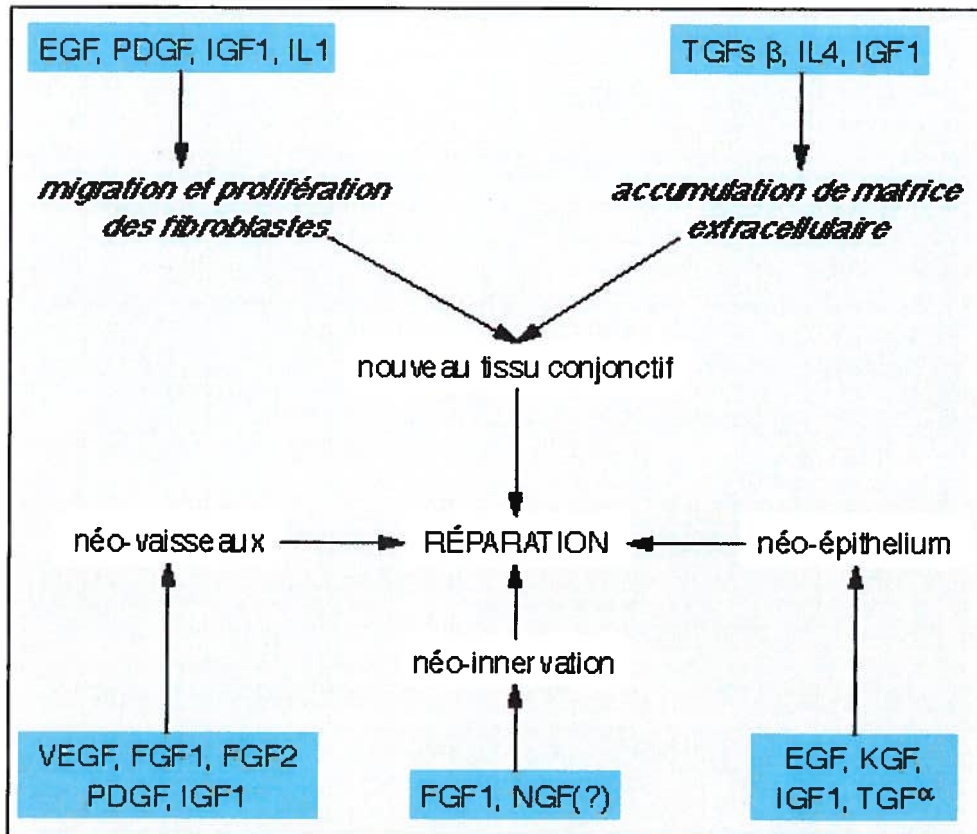 EGF, PDGF, IGF1, IL1
TGFs β, IL4, IGF1
migration et prolifération
des fibroblastes
accumulation de matrice
extracellulaire
nouveau tissu conjonctif
néo-vaisseaux
RÉPARATION
néo-épithelium
néo-innervation
VEGF, FGF1, FGF2
PDGF, IGF1
FGF1, NGF(?)
EGF, KGF,
IGF1, TGFα